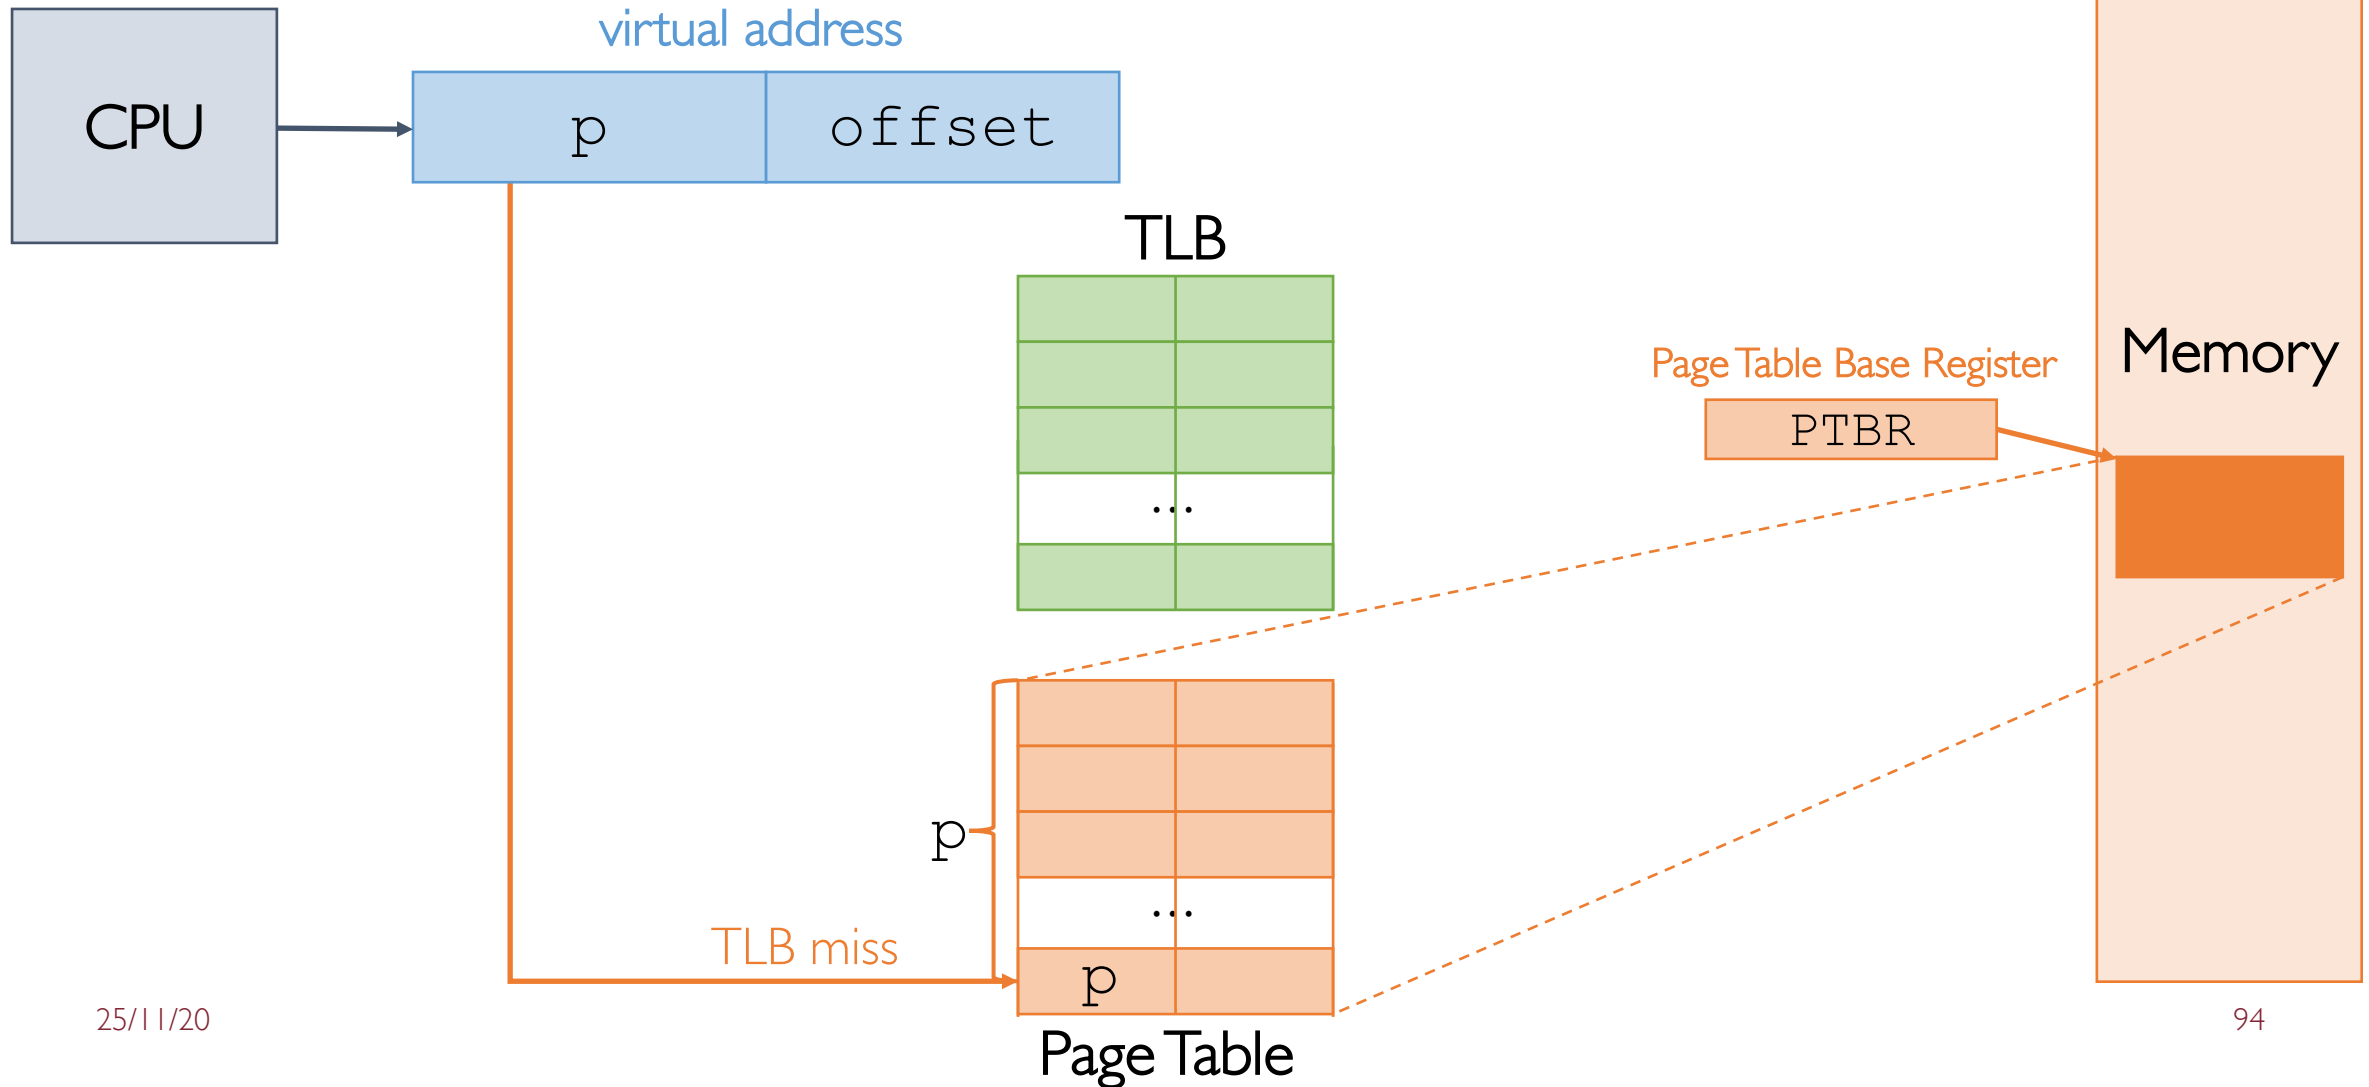 virtual address
CPU
p
offset
TLB
Memory
Page Table Base Register
PTBR
...
p
...
TLB miss
p
25/11/20
94
Page Table